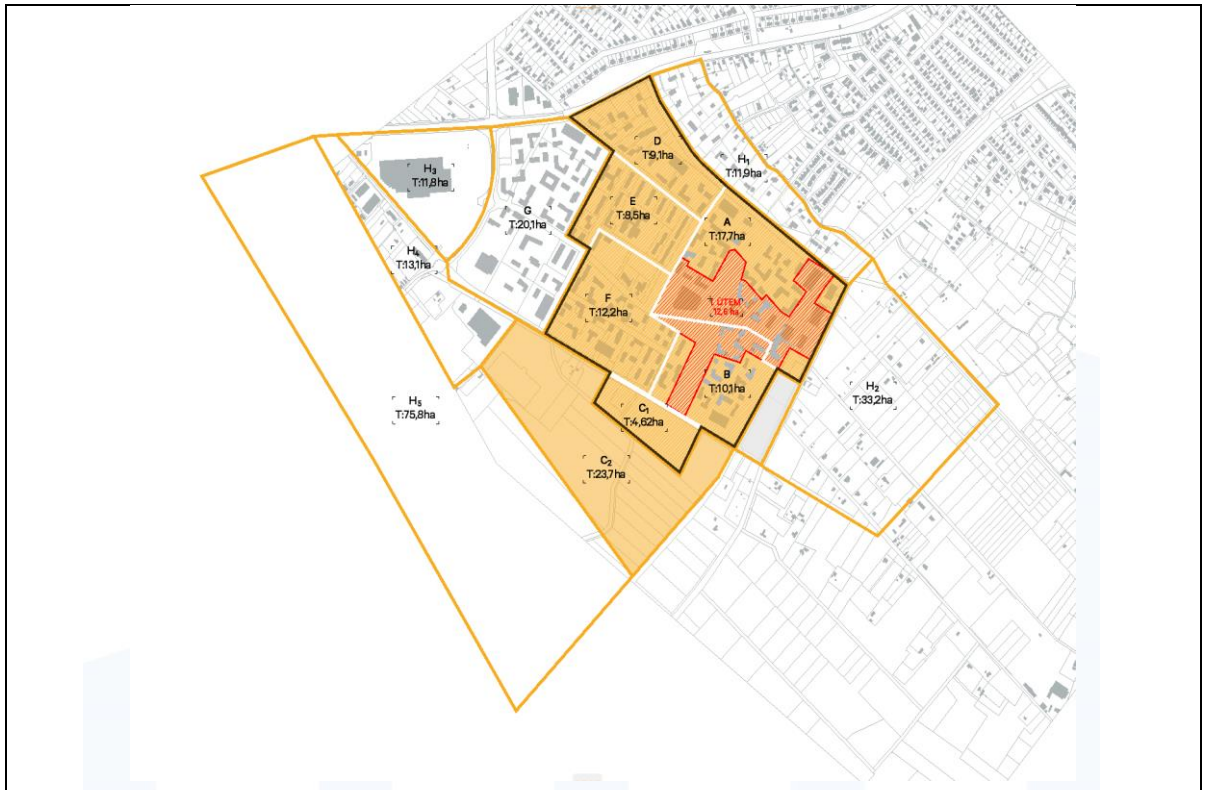 D
T:9,1ha
H₁
T:11,9ha
H₃
T:11,8ha
E
T:8,5ha
G
T:20,1ha
A
T:17,7ha
H₄
T:13,1ha
F
T:12,2ha
ÜTEM
12,6 ha
B
T:10,1ha
H₂
T:33,2ha
H₅
T:75,8ha
C₁
T:4,62ha
C₂
T:23,7ha